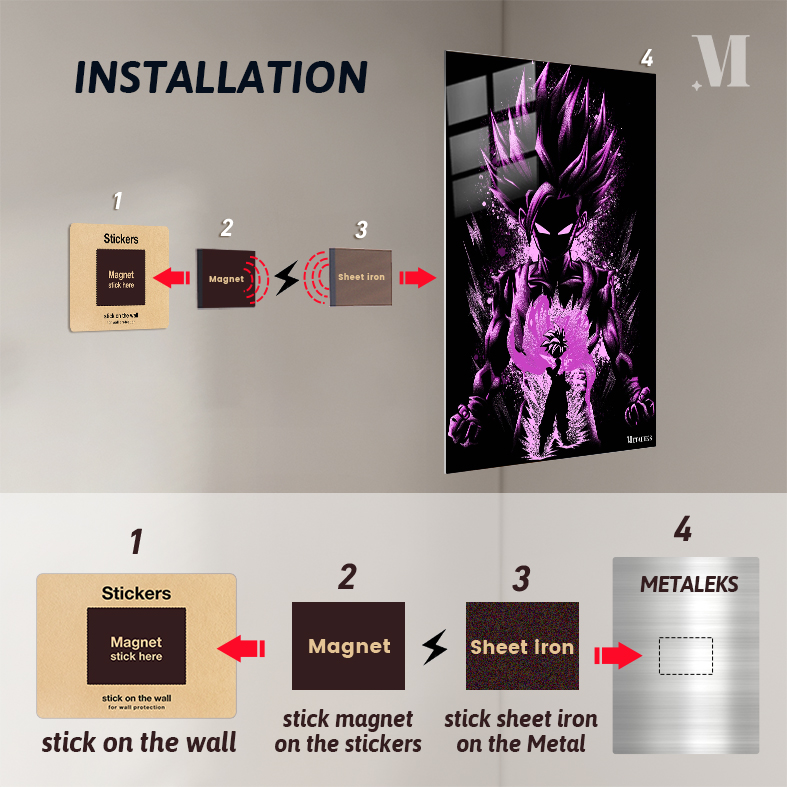 INSTALLATION
M
4
1
2
3
Stickers
Magnet
stick here
stick on the wall
for wall protection
Magnet
Sheet iron
METALEKS
1
2
3
4
Stickers
Magnet
stick here
stick on the wall
for wall protection
Magnet
Sheet iron
METALEKS
stick on the wall
stick magnet
on the stickers
stick sheet iron
on the Metal